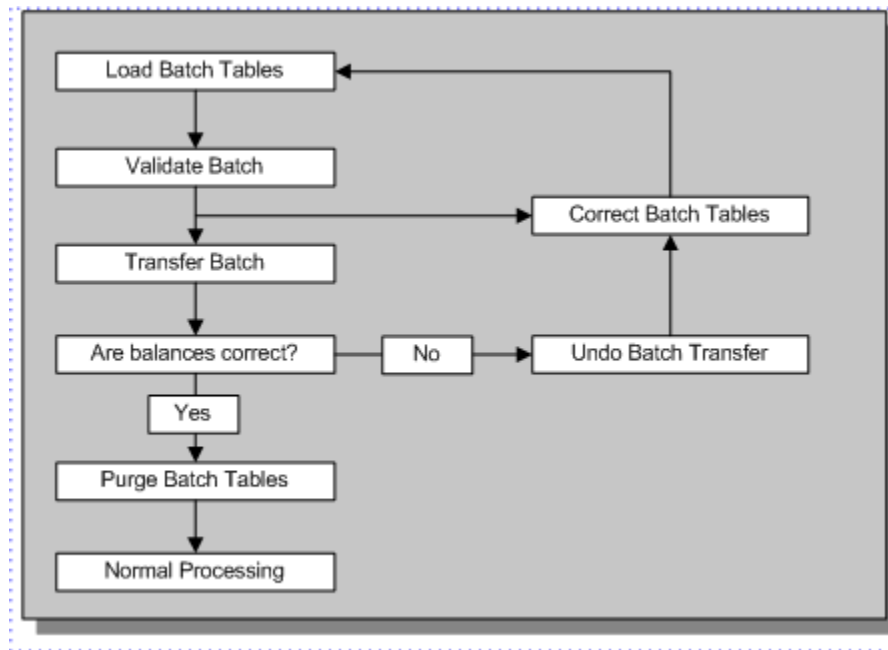 Load Batch Tables
Validate Batch
Correct Batch Tables
Transfer Batch
Are balances correct?
No
Undo Batch Transfer
Yes
Purge Batch Tables
Normal Processing